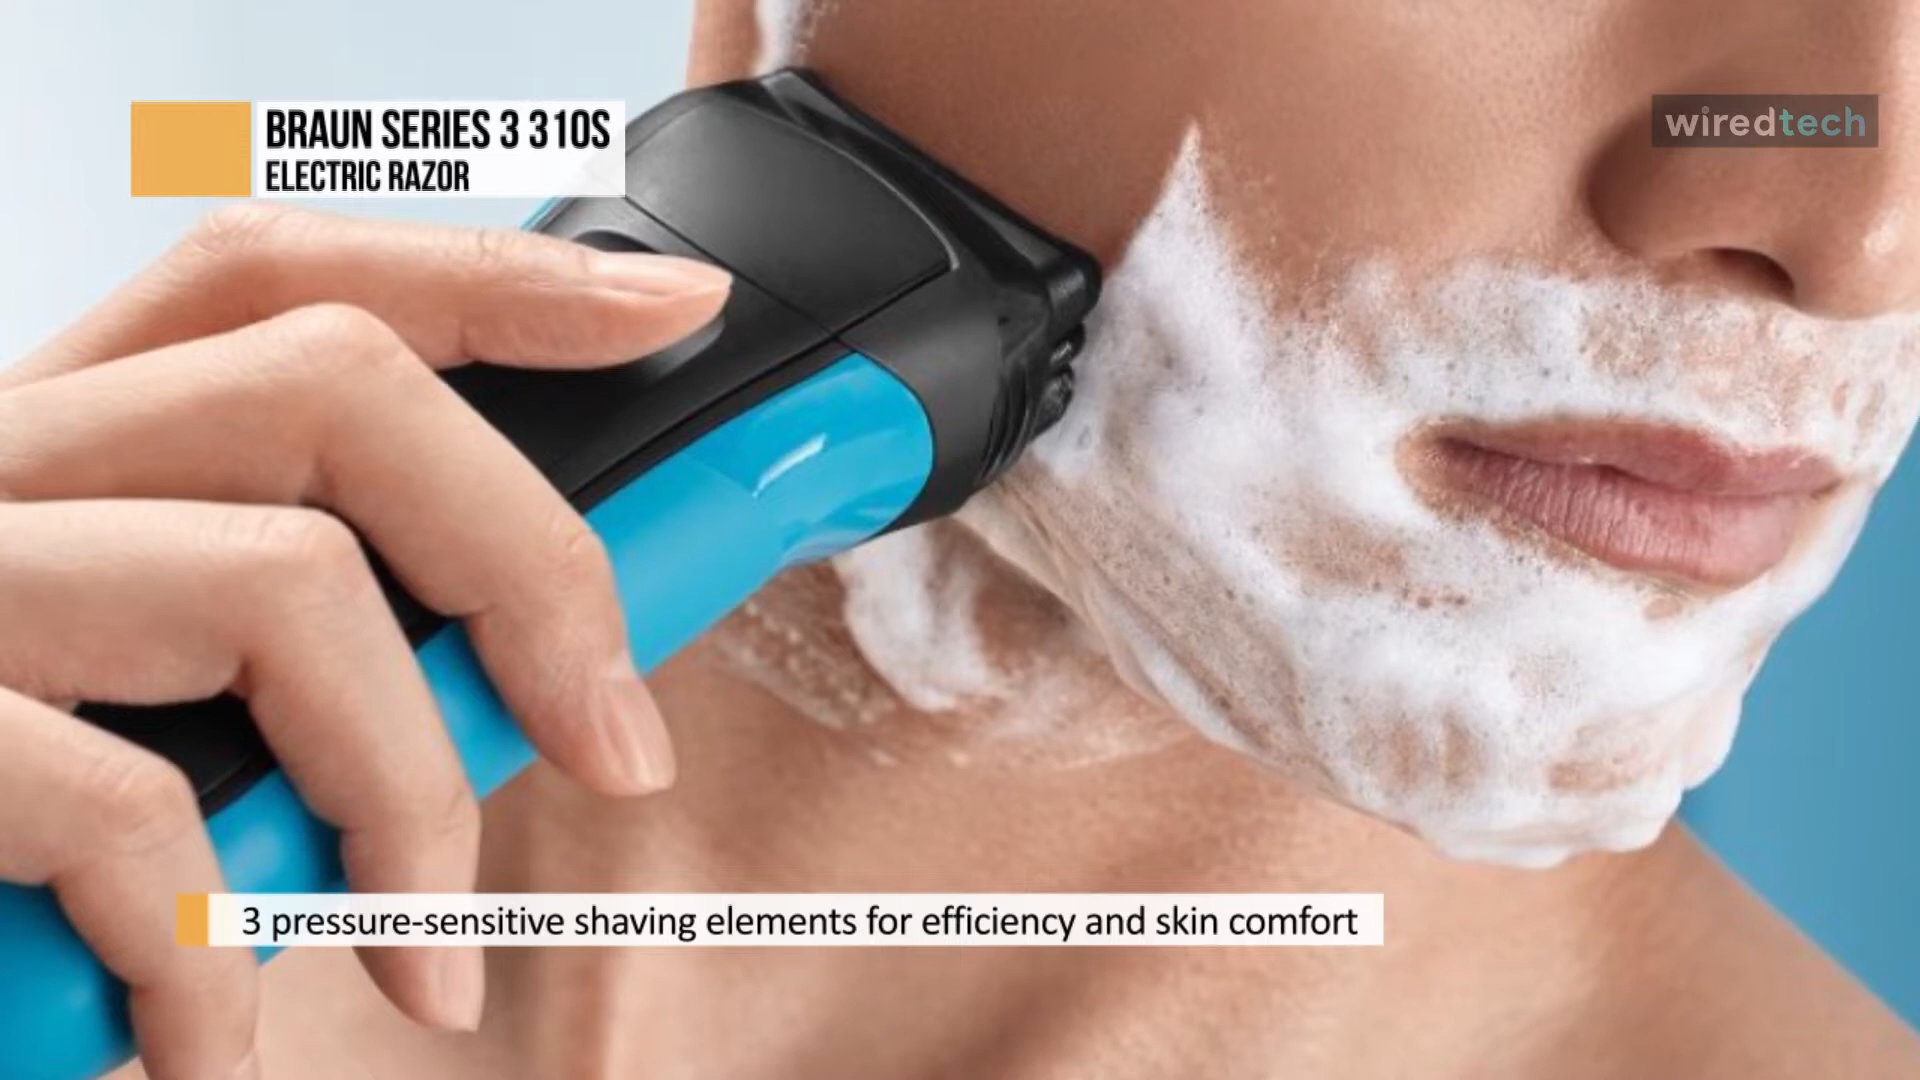 BRAUN SERIES 3 310S
ELECTRIC RAZOR
wiredtech
3 pressure-sensitive shaving elements for efficiency and skin comfort